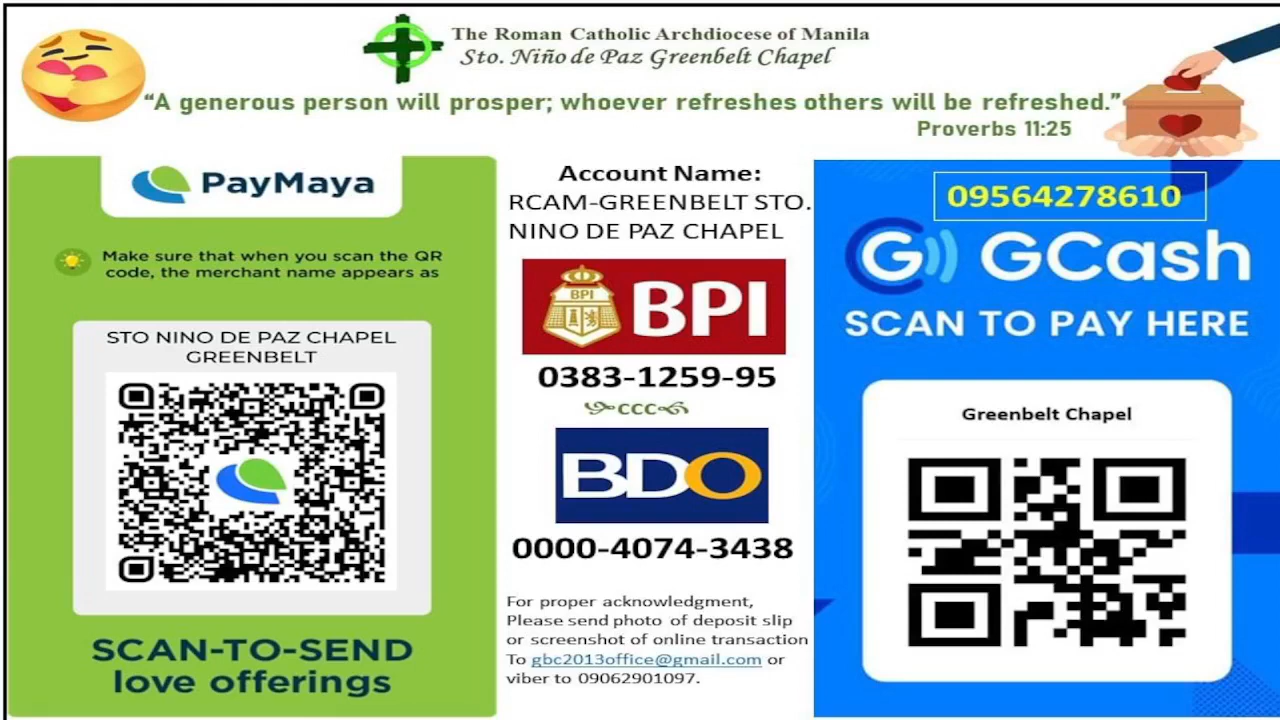 The Roman Catholic Archdiocese of Manila
Sto. Niño de Paz Greenbelt Chapel
“A generous person will prosper; whoever refreshes others will be refreshed.”
Proverbs 11:25
PayMaya
Make sure that when you scan the QR
code, the merchant name appears as
STO NINO DE PAZ CHAPEL
GREENBELT
SCAN-TO-SEND
love offerings
Account Name:
RCAM-GREENBELT STO.
NINO DE PAZ CHAPEL
BPI
BPI
0383-1259-95
CCC
BDO
0000-4074-3438
For proper acknowledgment,
Please send photo of deposit slip
or screenshot of online transaction
To gbc2013office@gmail.com or
viber to 09062901097.
09564278610
G GCash
SCAN TO PAY HERE
Greenbelt Chapel